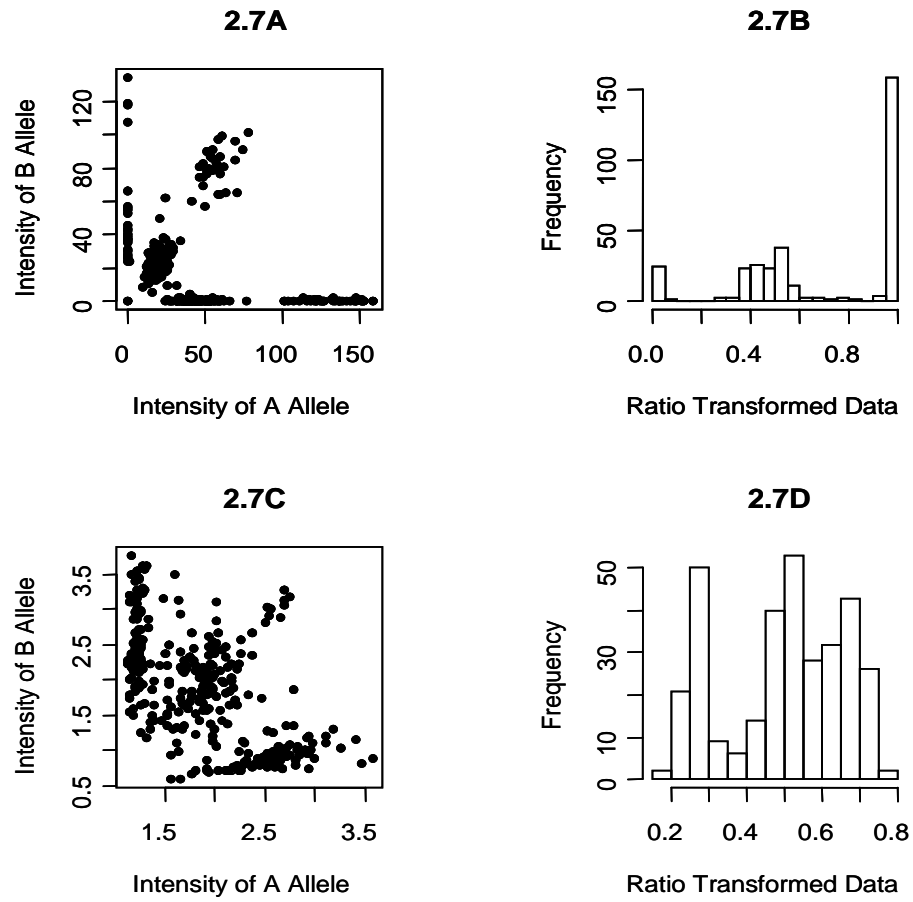 2.7A
Intensity of B Allele
0 40 80 120
0 50 100 150
Intensity of A Allele
2.7B
Frequency
0 50 100 150
0.0 0.4 0.8
Ratio Transformed Data
2.7C
Intensity of B Allele
0.5 1.5 2.5 3.5
1.5 2.5 3.5
Intensity of A Allele
2.7D
Frequency
0 10 30 50
0.2 0.4 0.6 0.8
Ratio Transformed Data